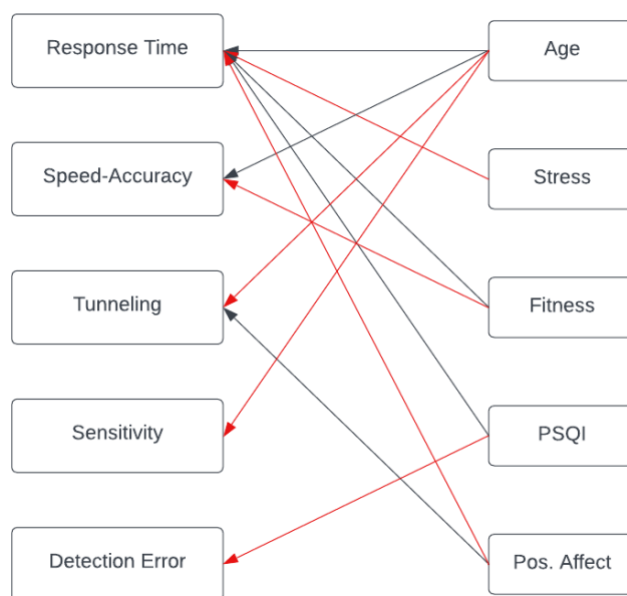 Response Time
Age
Speed-Accuracy
Stress
Tunneling
Fitness
Sensitivity
PSQI
Detection Error
Pos. Affect